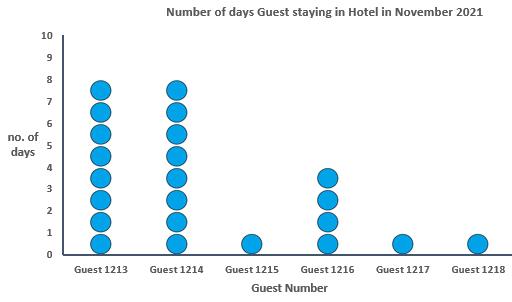 Number of days Guest staying in Hotel in November 2021
10
9
8
7
6
5
4
3
2
1
0
no. of
days
Guest 1213 Guest 1214 Guest 1215 Guest 1216 Guest 1217 Guest 1218
Guest Number